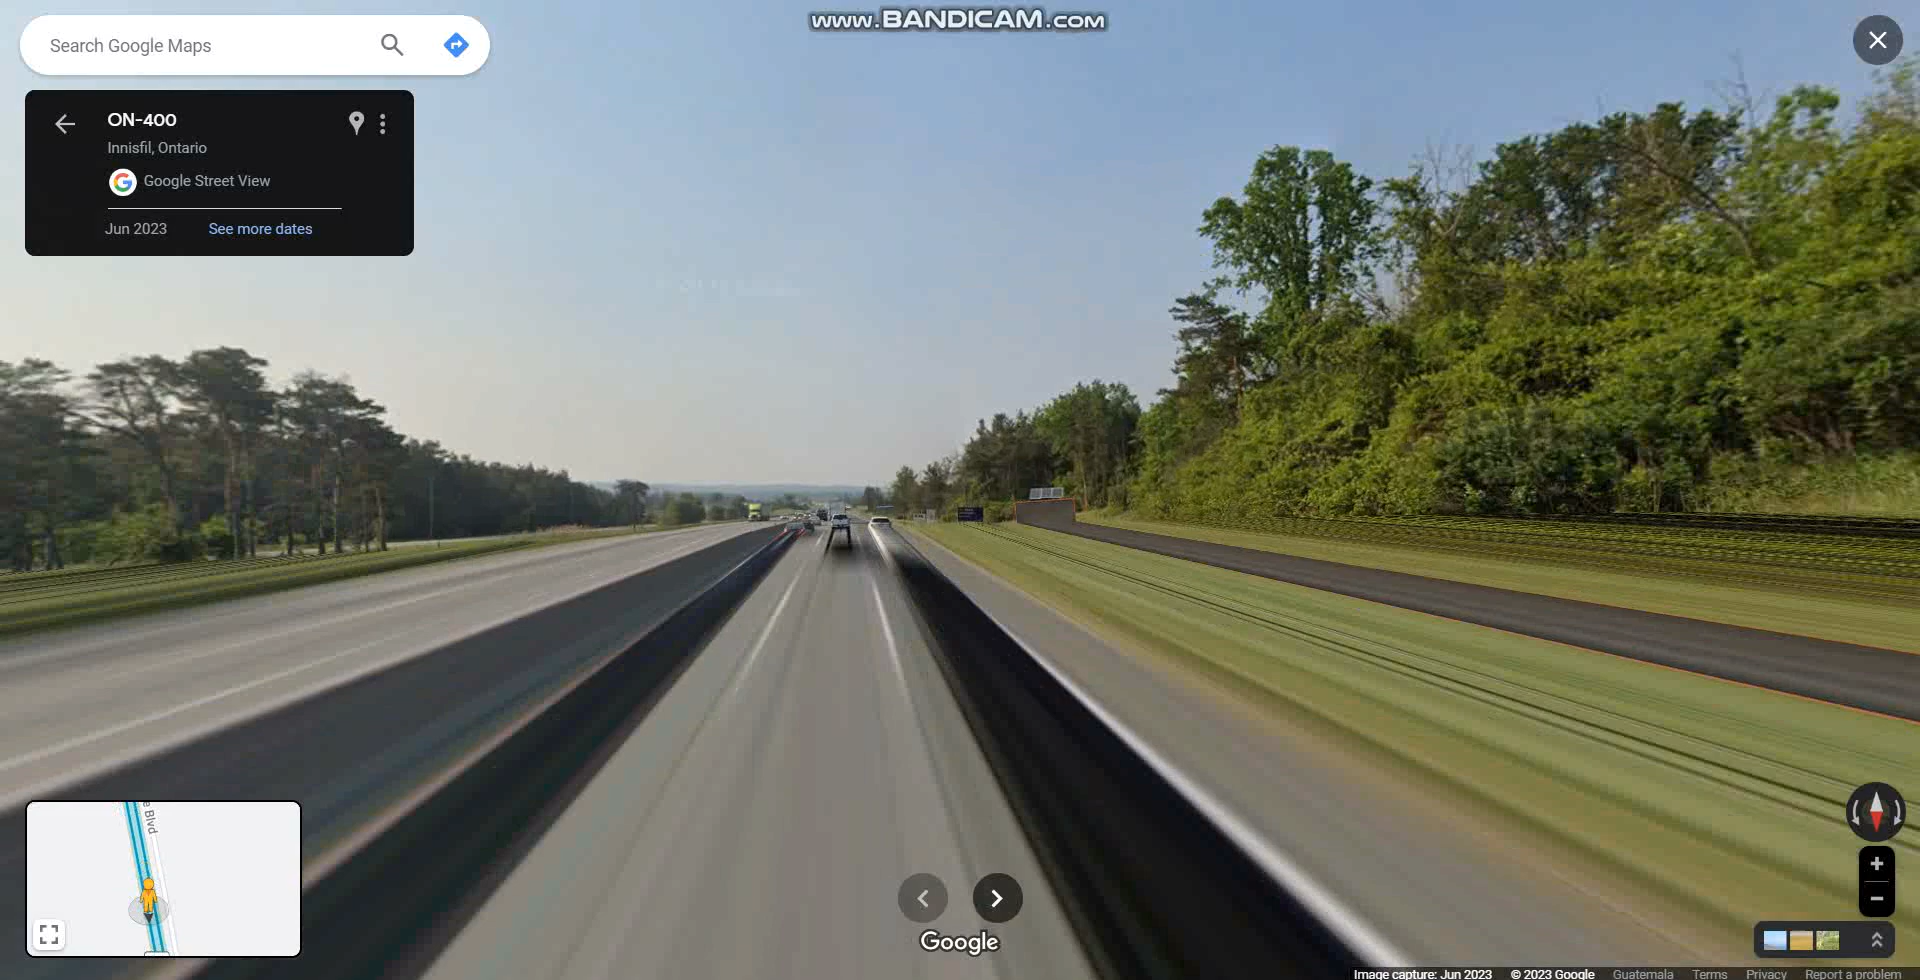 www.BANDICAM.com
Search Google Maps
ON-400
Innisfil, Ontario
Google Street View
Jun 2023
See more dates
e Blvd
Google
Image capture: Jun 2023 © 2023 Google Guatemala Terms Privacy Report a problem